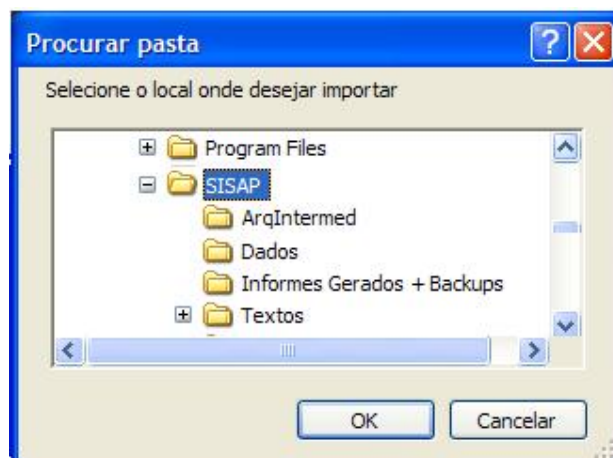 Procurar pasta
Selecione o local onde desejar importar
Program Files
SISAP
ArqIntermed
Dados
Informes Gerados + Backups
Textos
OK Cancelar